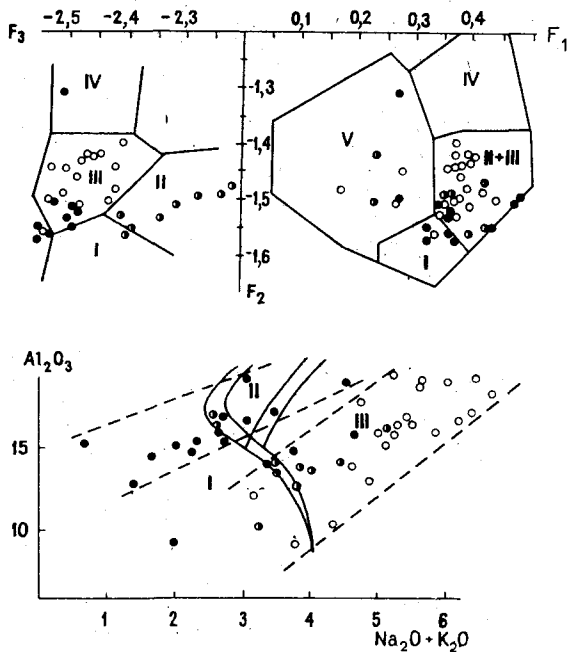 F₃ -2,5 -2,4 -2,3 0,1 0,2 0,3 0,4 F₁
-1,3
-1,4
-1,5
-1,6
F₂
IV
III
II
I
IV
V
II+III
I
Al₂O₃
15
10
II
III
I
1 2 3 4 5 6
Na₂O+K₂O